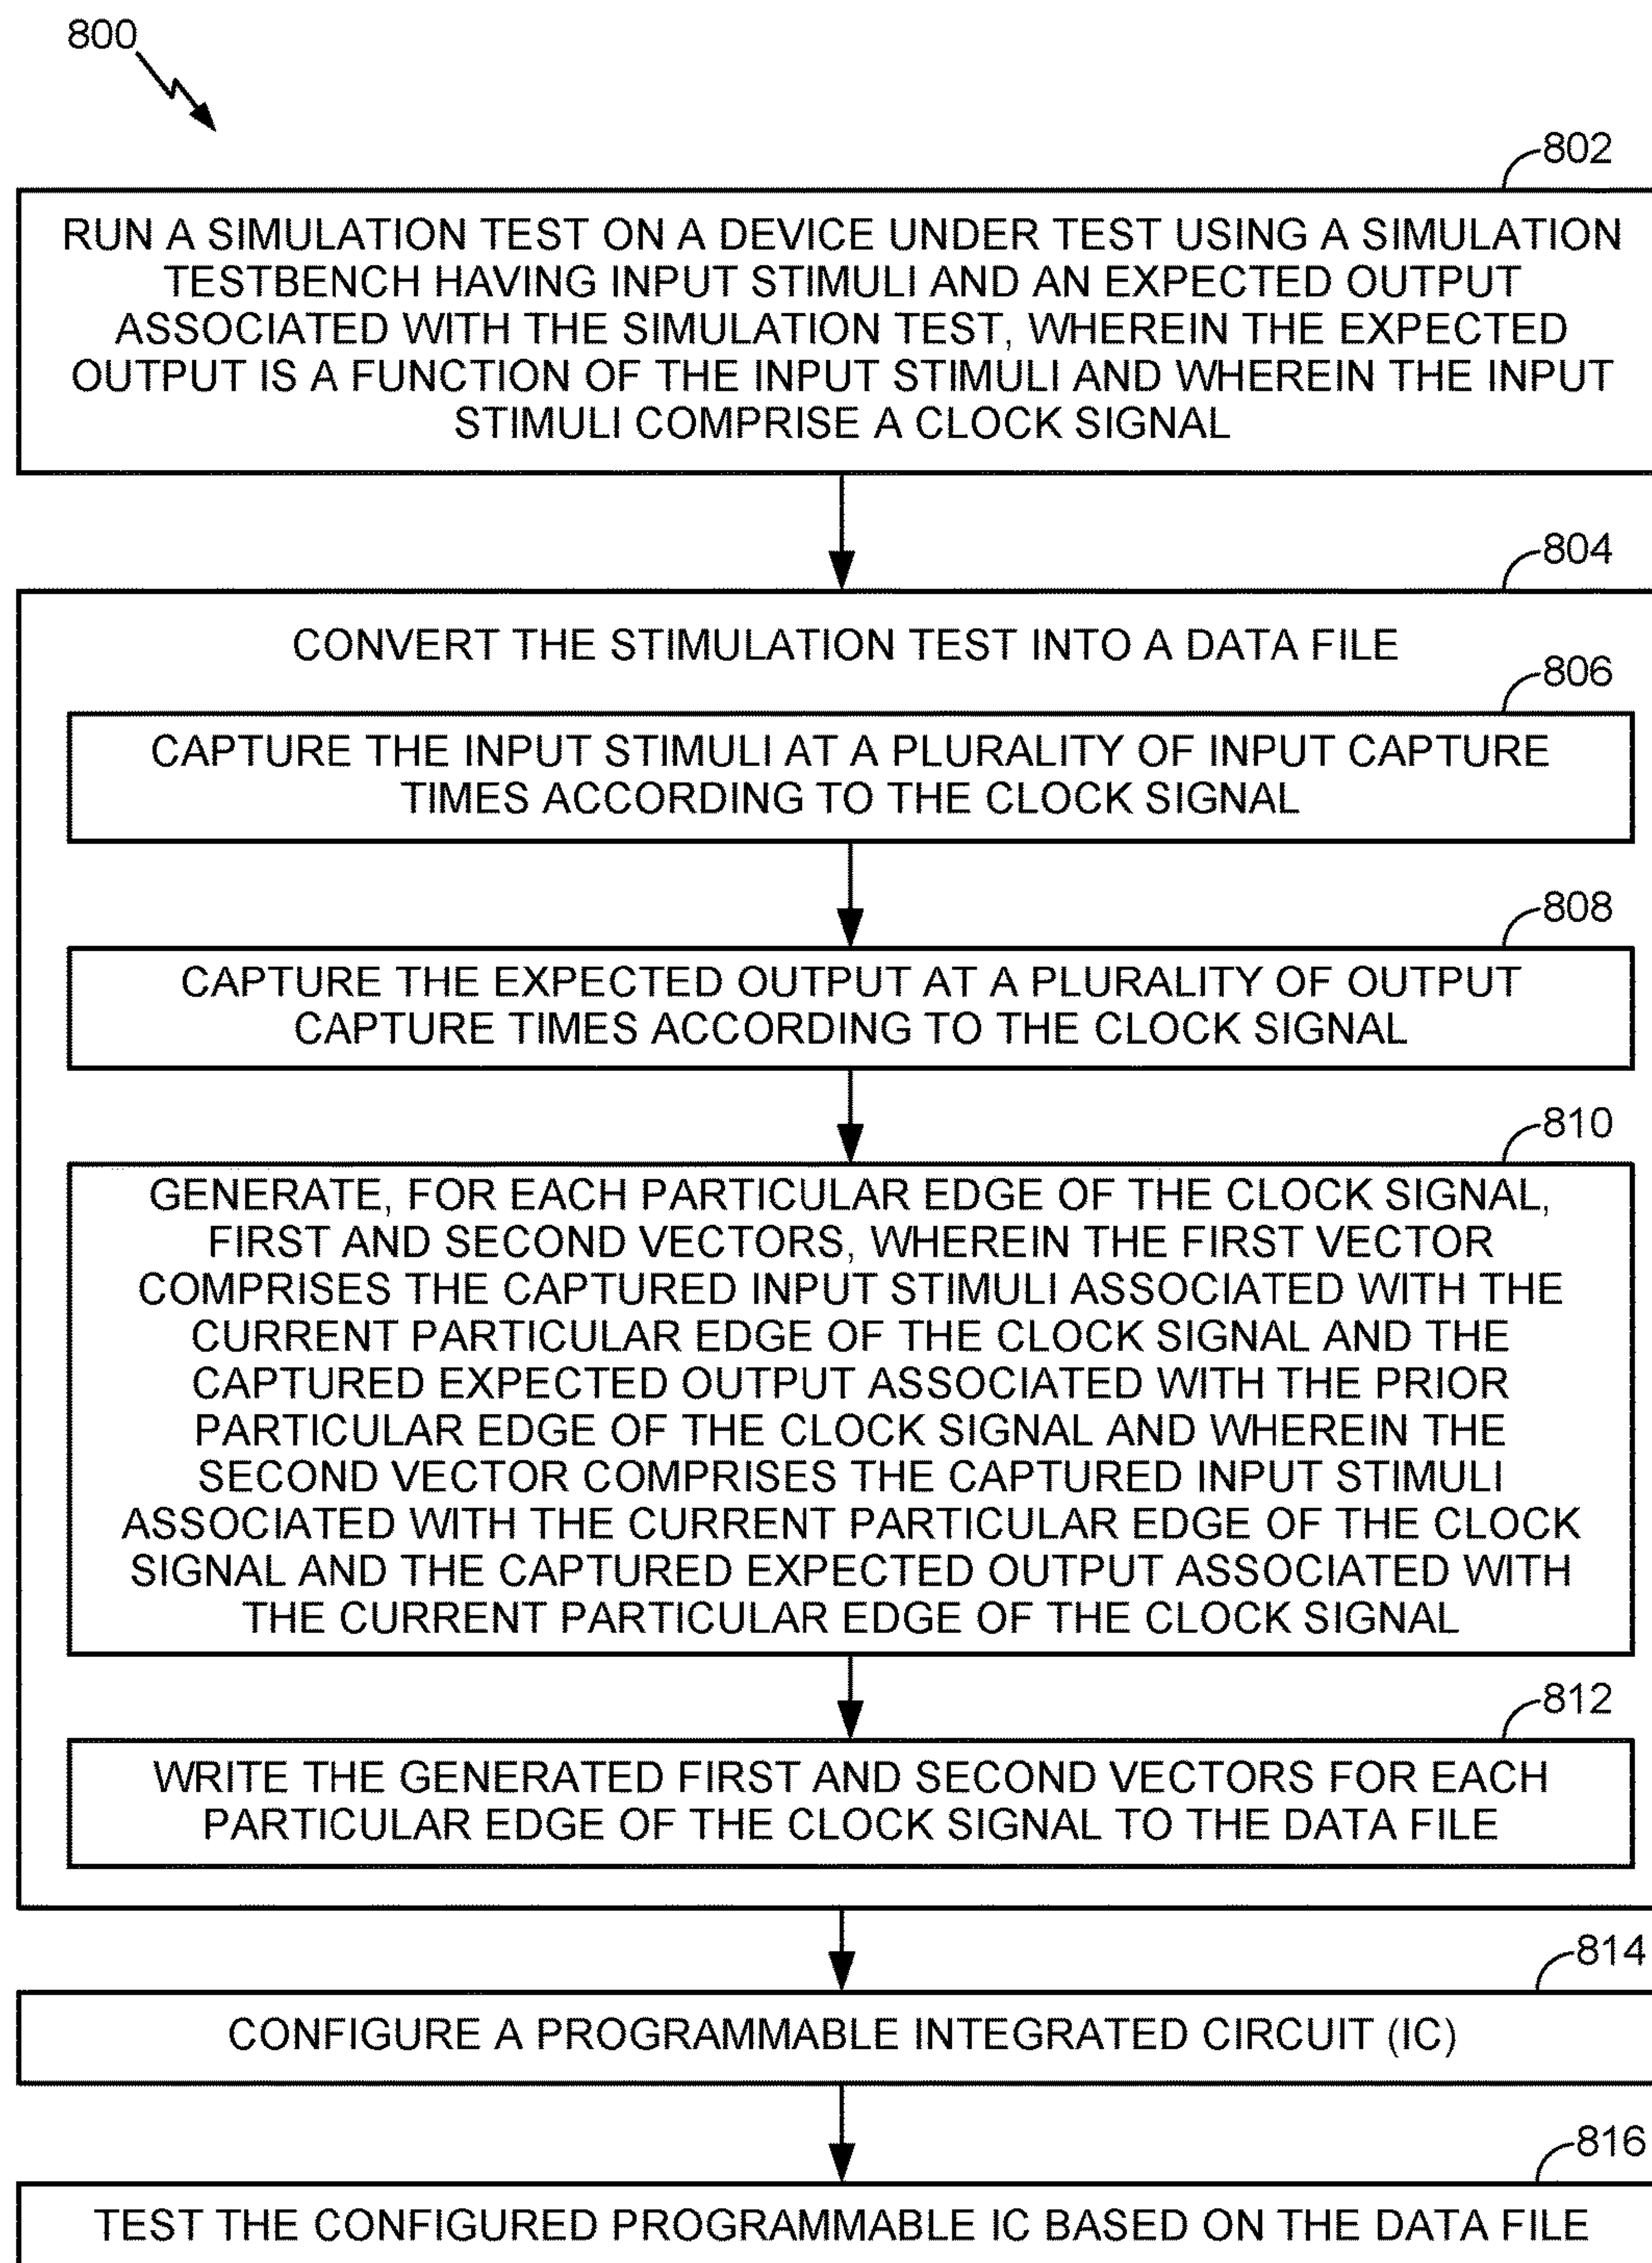 800
802
RUN A SIMULATION TEST ON A DEVICE UNDER TEST USING A SIMULATION
TESTBENCH HAVING INPUT STIMULI AND AN EXPECTED OUTPUT
ASSOCIATED WITH THE SIMULATION TEST, WHEREIN THE EXPECTED
OUTPUT IS A FUNCTION OF THE INPUT STIMULI AND WHEREIN THE INPUT
STIMULI COMPRISE A CLOCK SIGNAL
804
CONVERT THE STIMULATION TEST INTO A DATA FILE
806
CAPTURE THE INPUT STIMULI AT A PLURALITY OF INPUT CAPTURE
TIMES ACCORDING TO THE CLOCK SIGNAL
808
CAPTURE THE EXPECTED OUTPUT AT A PLURALITY OF OUTPUT
CAPTURE TIMES ACCORDING TO THE CLOCK SIGNAL
810
GENERATE, FOR EACH PARTICULAR EDGE OF THE CLOCK SIGNAL,
FIRST AND SECOND VECTORS, WHEREIN THE FIRST VECTOR
COMPRISES THE CAPTURED INPUT STIMULI ASSOCIATED WITH THE
CURRENT PARTICULAR EDGE OF THE CLOCK SIGNAL AND THE
CAPTURED EXPECTED OUTPUT ASSOCIATED WITH THE PRIOR
PARTICULAR EDGE OF THE CLOCK SIGNAL AND WHEREIN THE
SECOND VECTOR COMPRISES THE CAPTURED INPUT STIMULI
ASSOCIATED WITH THE CURRENT PARTICULAR EDGE OF THE CLOCK
SIGNAL AND THE CAPTURED EXPECTED OUTPUT ASSOCIATED WITH
THE CURRENT PARTICULAR EDGE OF THE CLOCK SIGNAL
812
WRITE THE GENERATED FIRST AND SECOND VECTORS FOR EACH
PARTICULAR EDGE OF THE CLOCK SIGNAL TO THE DATA FILE
814
CONFIGURE A PROGRAMMABLE INTEGRATED CIRCUIT (IC)
816
TEST THE CONFIGURED PROGRAMMABLE IC BASED ON THE DATA FILE